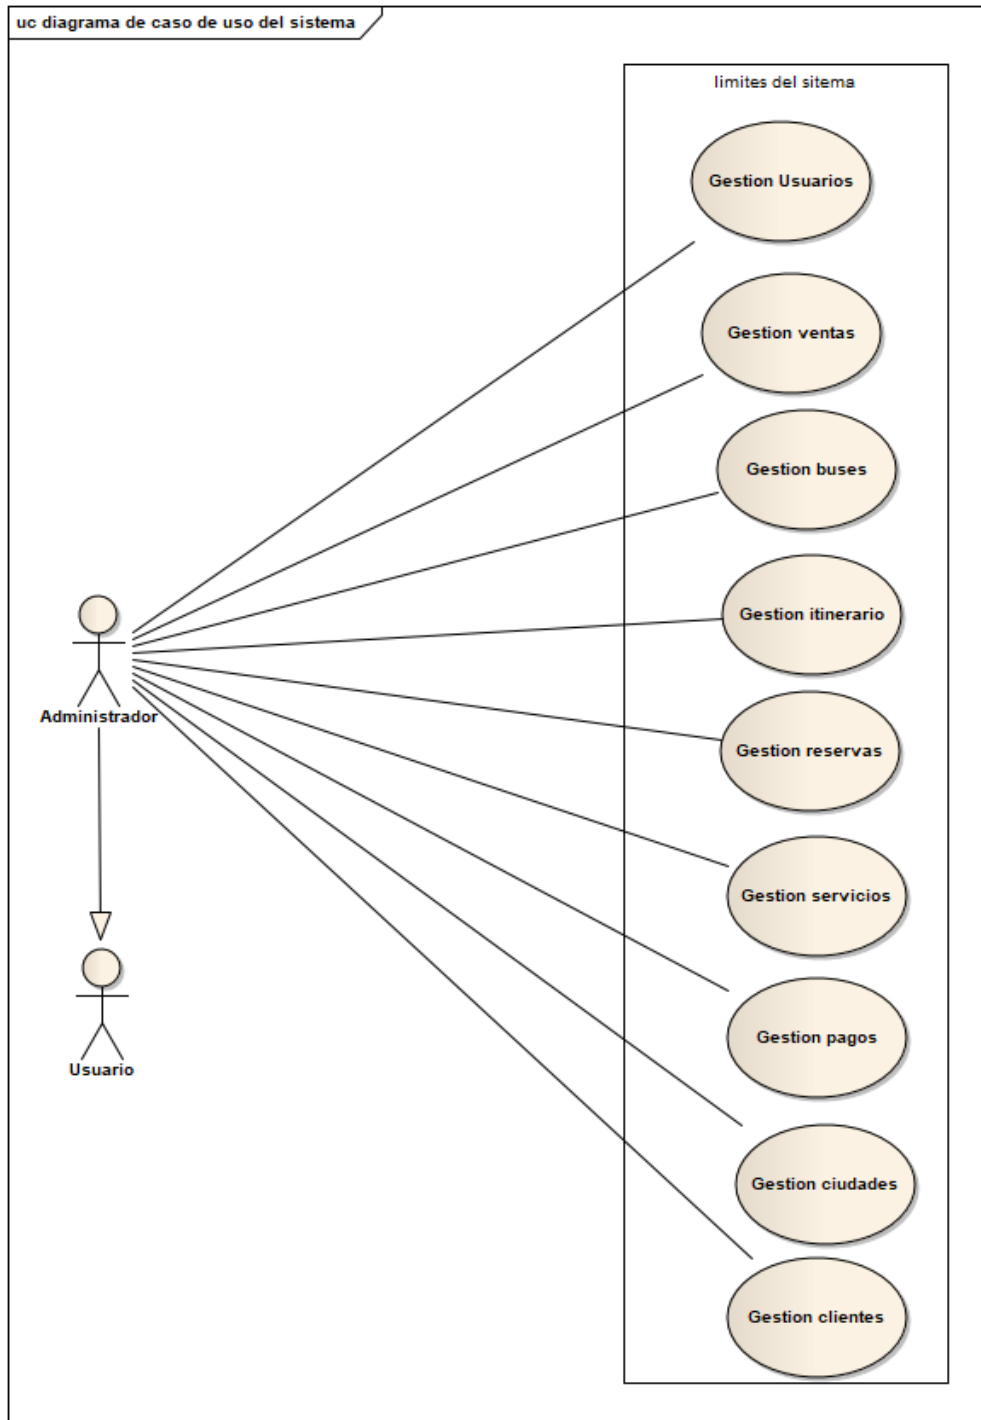 uc diagrama de caso de uso del sistema
limites del sitema
Gestion Usuarios
Gestion ventas
Gestion buses
Gestion itinerario
Administrador
Gestion reservas
Gestion servicios
Usuario
Gestion pagos
Gestion ciudades
Gestion clientes